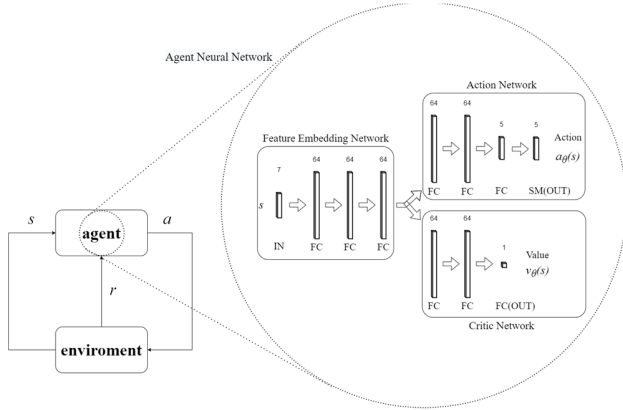 Agent Neural Network
Action Network
64 64 5 5
Action
aθ(s)
FC FC FC SM(OUT)
Feature Embedding Network
7 64 64 64
s
IN FC FC FC
64 64 1
Value
vθ(s)
FC FC FC(OUT)
Critic Network
s a
agent
r
enviroment